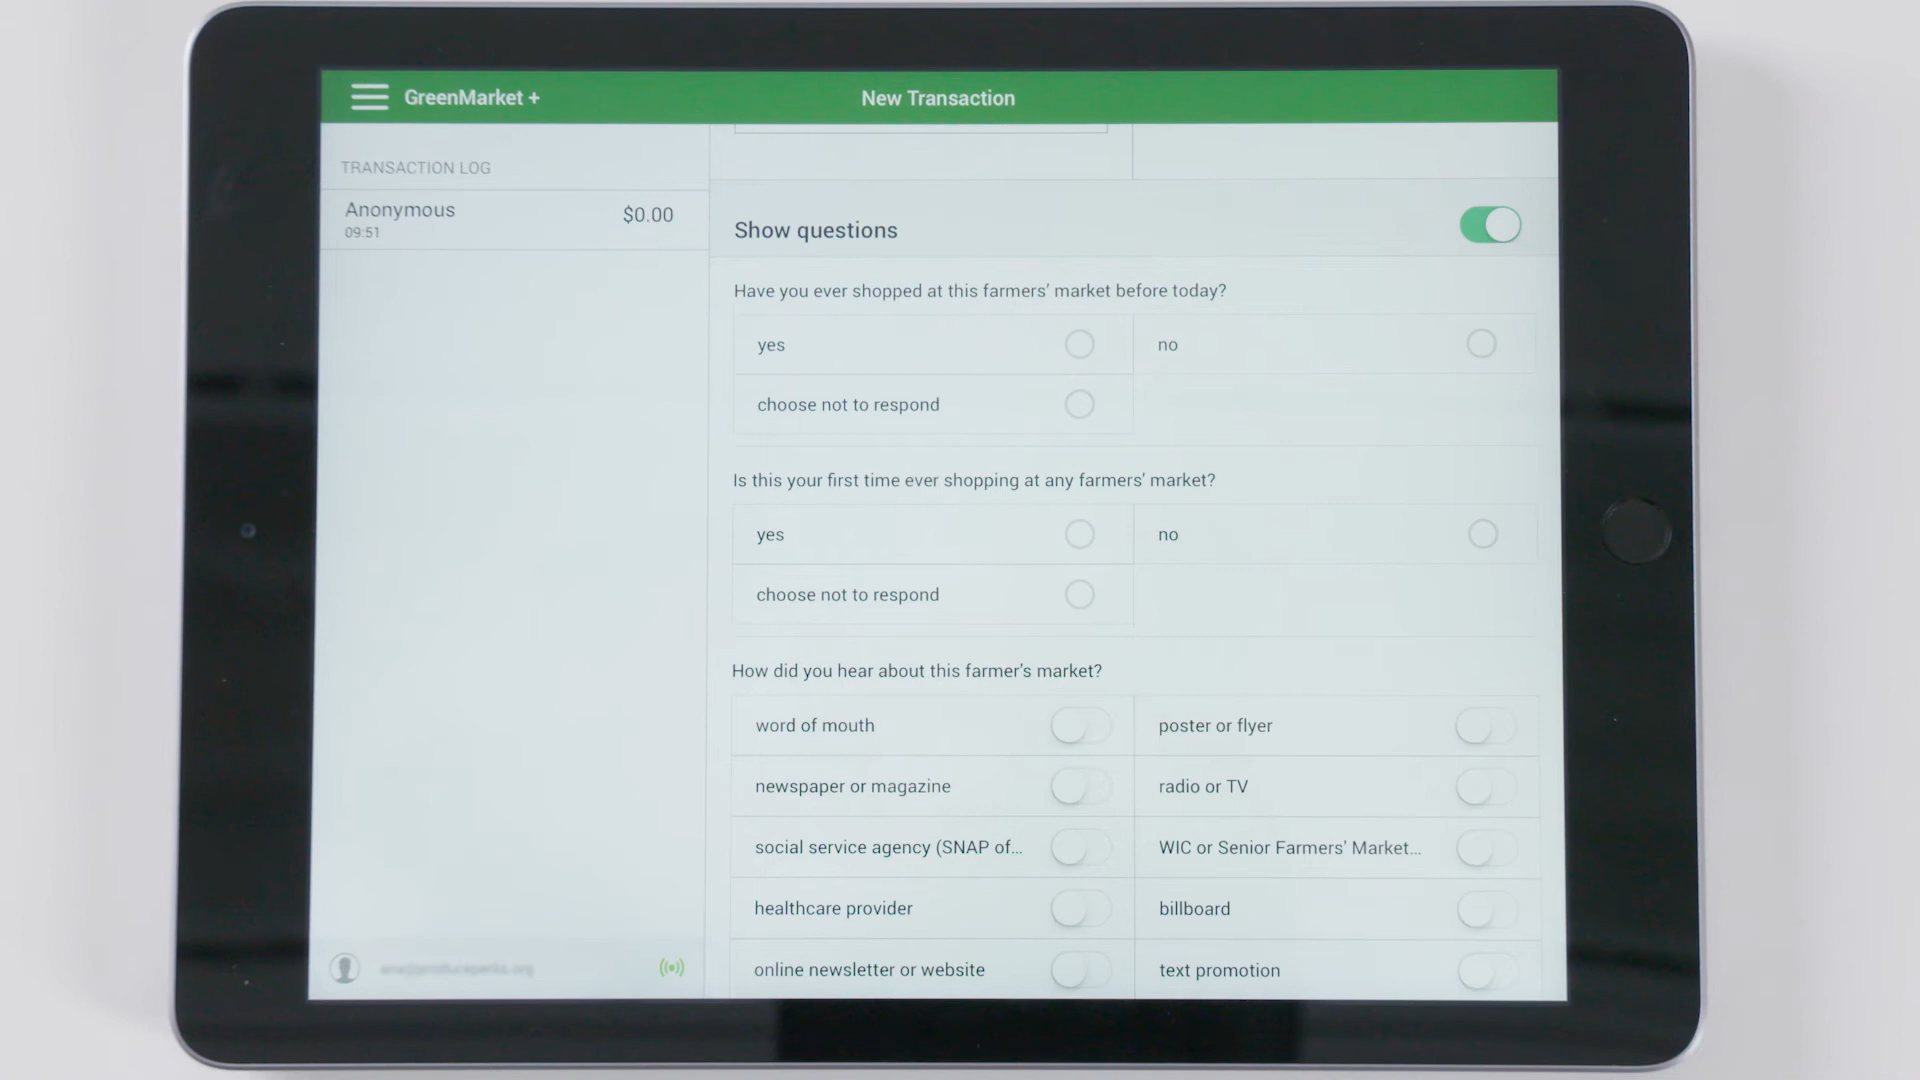 GreenMarket +
New Transaction
TRANSACTION LOG
Anonymous
$0.00
09:51
Show questions
Have you ever shopped at this farmers' market before today?
yes
no
choose not to respond
Is this your first time ever shopping at any farmers' market?
yes
no
choose not to respond
How did you hear about this farmer's market?
word of mouth
poster or flyer
newspaper or magazine
radio or TV
social service agency (SNAP of...
WIC or Senior Farmers' Market...
healthcare provider
billboard
online newsletter or website
text promotion